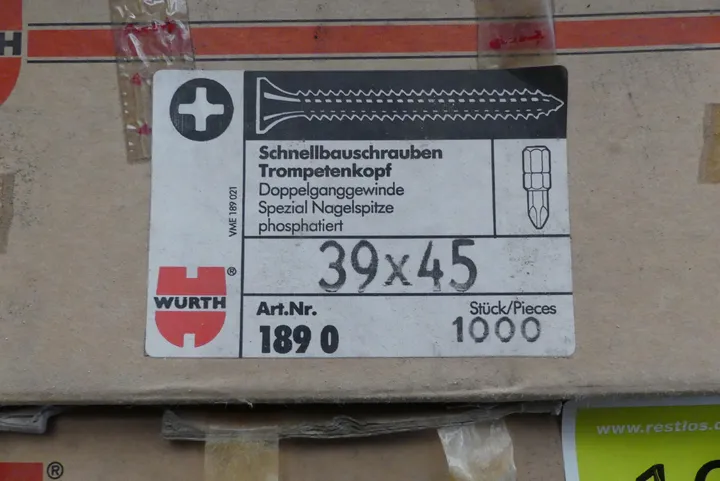 H
Schnellbauschrauben
Trompetenkopf
Doppelganggewinde
Spezial Nagelspitze
phosphatiert
VME 189 021
39x45
WURTH®
Art.Nr.
189 0
Stück/Pieces
1000
®
www.restlos.